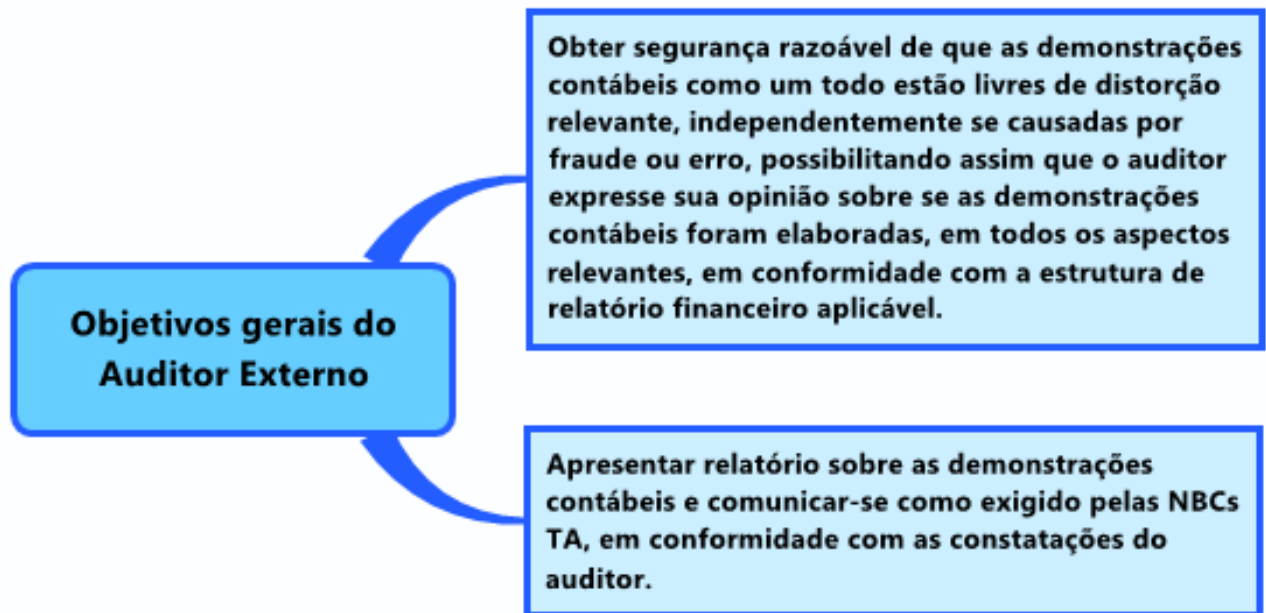 Objetivos gerais do
Auditor Externo
Obter segurança razoável de que as demonstrações
contábeis como um todo estão livres de distorção
relevante, independentemente se causadas por
fraude ou erro, possibilitando assim que o auditor
expresse sua opinião sobre se as demonstrações
contábeis foram elaboradas, em todos os aspectos
relevantes, em conformidade com a estrutura de
relatório financeiro aplicável.
Apresentar relatório sobre as demonstrações
contábeis e comunicar-se como exigido pelas NBCs
TA, em conformidade com as constatações do
auditor.